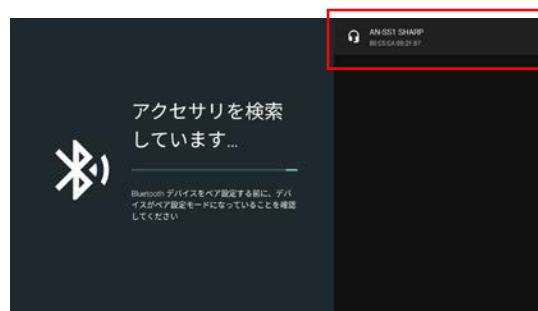 アクセサリを検索
しています...
Bluetooth デバイスをペア設定する前に、デバ
イスがペア設定モードになっていることを確認
してください
AN-SS1 SHARP